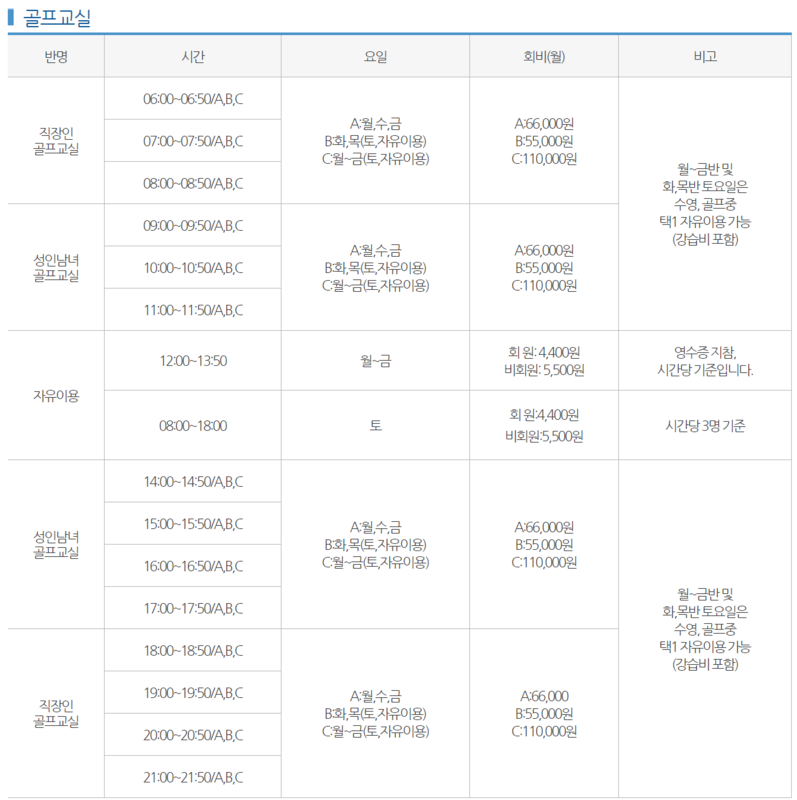 골프교실
반명 시간 요일 회비(월) 비고
직장인
골프교실
06:00~06:50/A,B,C
07:00~07:50/A,B,C
08:00~08:50/A,B,C
A:월,수,금
B:화,목(토,자유이용)
C:월~금(토,자유이용)
A:66,000원
B:55,000원
C:110,000원
월~금반 및
화,목반 토요일은
수영, 골프중
택1 자유이용 가능
(강습비 포함)
성인남녀
골프교실
09:00~09:50/A,B,C
10:00~10:50/A,B,C
11:00~11:50/A,B,C
A:월,수,금
B:화,목(토,자유이용)
C:월~금(토,자유이용)
A:66,000원
B:55,000원
C:110,000원
자유이용
12:00~13:50
월~금
회 원: 4,400원
비회원: 5,500원
영수증 지참,
시간당 기준입니다.
08:00~18:00
토
회 원:4,400원
비회원:5,500원
시간당 3명 기준
성인남녀
골프교실
14:00~14:50/A,B,C
15:00~15:50/A,B,C
16:00~16:50/A,B,C
17:00~17:50/A,B,C
A:월,수,금
B:화,목(토,자유이용)
C:월~금(토,자유이용)
A:66,000원
B:55,000원
C:110,000원
월~금반 및
화,목반 토요일은
수영, 골프중
택1 자유이용 가능
(강습비 포함)
직장인
골프교실
18:00~18:50/A,B,C
19:00~19:50/A,B,C
20:00~20:50/A,B,C
21:00~21:50/A,B,C
A:월,수,금
B:화,목(토,자유이용)
C:월~금(토,자유이용)
A:66,000
B:55,000원
C:110,000원